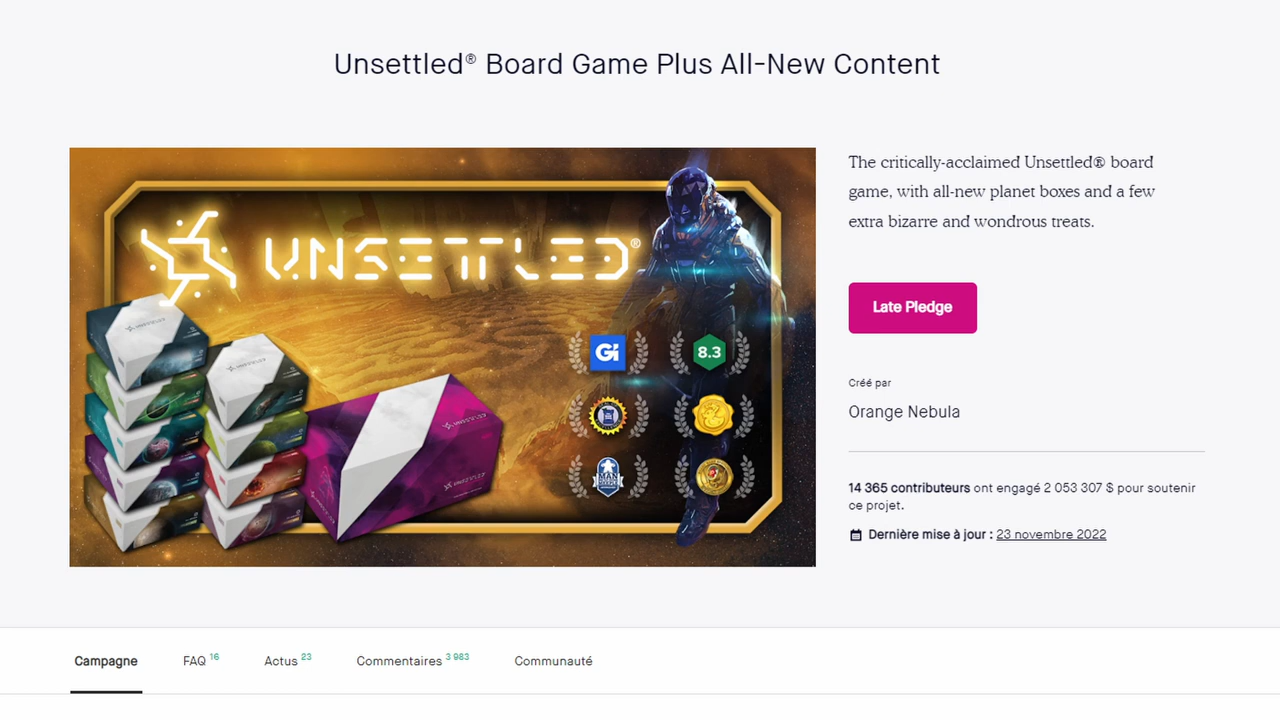 Unsettled® Board Game Plus All-New Content
UNSETTLED®
Gi
8.3
The critically-acclaimed Unsettled® board
game, with all-new planet boxes and a few
extra bizarre and wondrous treats.
Late Pledge
Créé par
Orange Nebula
14 365 contributeurs ont engagé 2 053 307 $ pour soutenir
ce projet.
Dernière mise à jour : 23 novembre 2022
Campagne
FAQ 16
Actus 23
Commentaires 3 983
Communauté